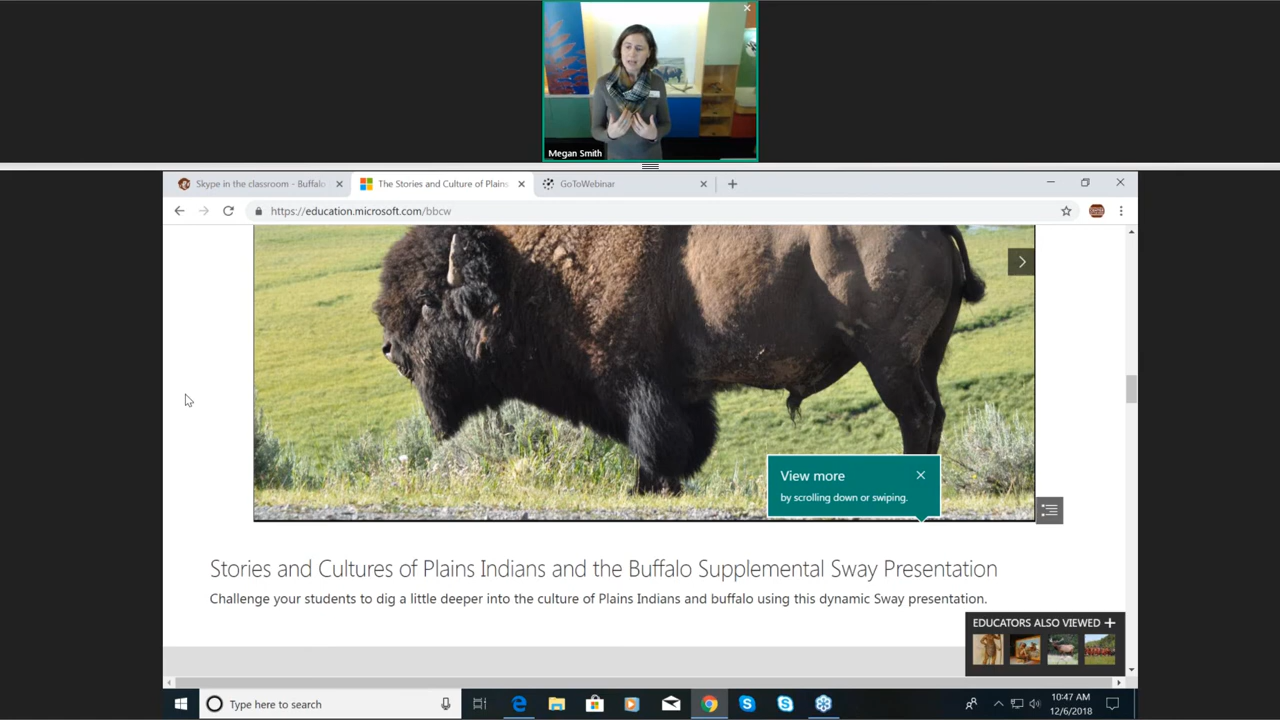 Megan Smith
Skype in the classroom - Buffalo
The Stories and Culture of Plains
GoToWebinar
https://education.microsoft.com/bbcw
View more
by scrolling down or swiping.
Stories and Cultures of Plains Indians and the Buffalo Supplemental Sway Presentation
Challenge your students to dig a little deeper into the culture of Plains Indians and buffalo using this dynamic Sway presentation.
EDUCATORS ALSO VIEWED
Type here to search
10:47 AM
12/6/2018